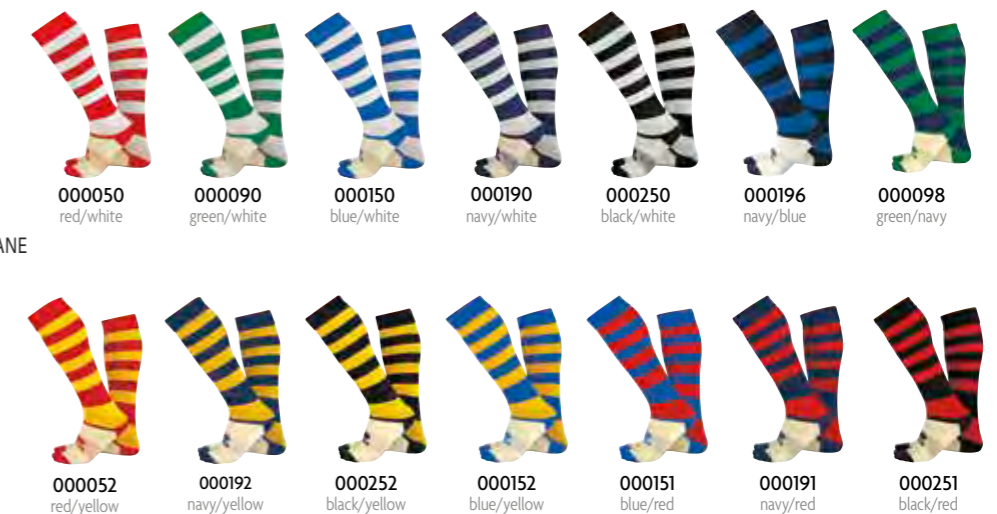 000050 000090 000150 000190 000250 000196 000098
red/white green/white blue/white navy/white black/white navy/blue green/navy
ANE
000052 000192 000252 000152 000151 000191 000251
red/yellow navy/yellow black/yellow blue/yellow blue/red navy/red black/red